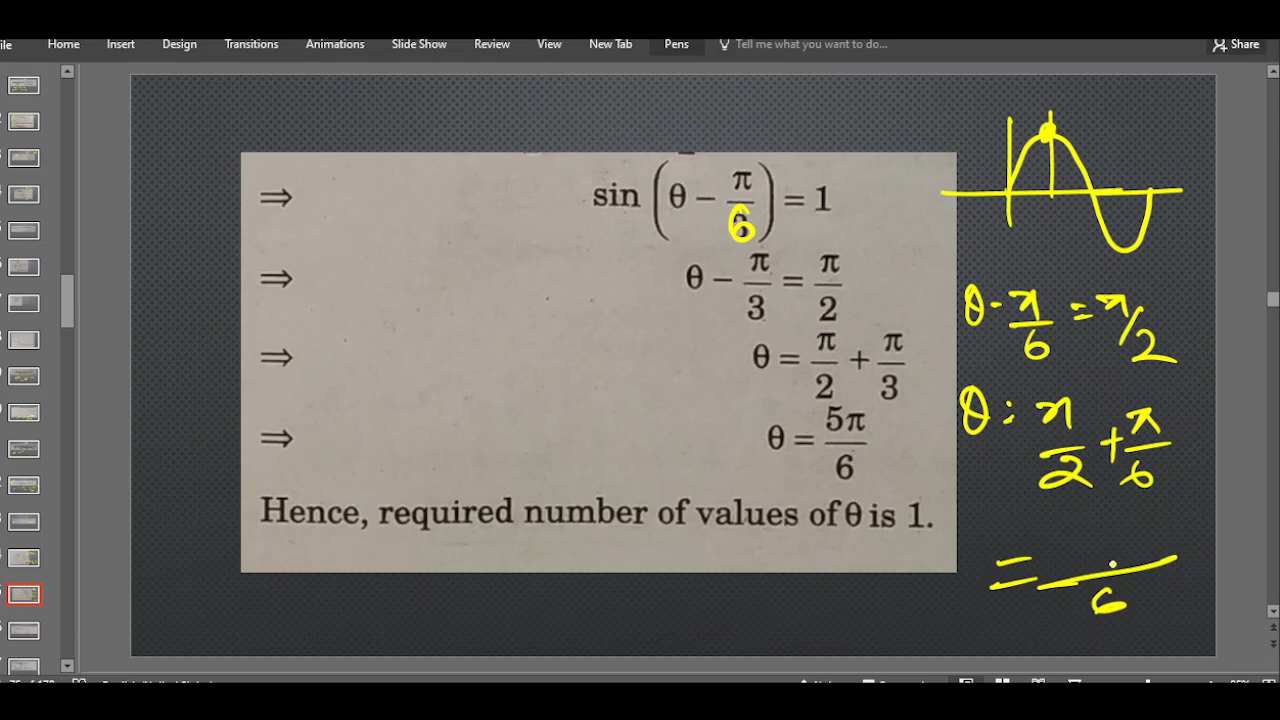 File Home Insert Design Transitions Animations Slide Show Review View New Tab Pens Tell me what you want to do... Share
⇒ sin (θ − π/6) = 1
⇒ θ − π/3 = π/2
⇒ θ = π/2 + π/3
⇒ θ = 5π/6
Hence, required number of values of θ is 1.
θ - π/6 = π/2
θ : π/2 + π/6
= /6